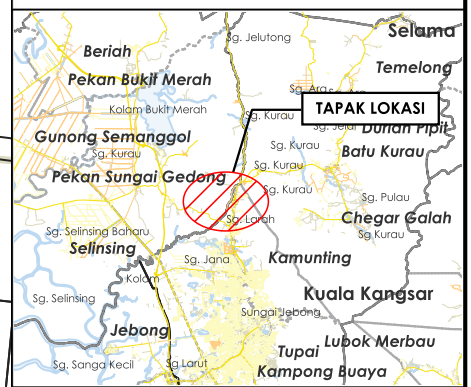 Sg. Jelutong
Selama
Beriah
Temelong
Pekan Bukit Merah
Sg. Ara
Kolam Bukit Merah
TAPAK LOKASI
Sg. Kurau
Sg. Jelai
Durian Pipit
Gunong Semanggol
Sg. Kurau
Batu Kurau
Sg. Kurau
Sg. Kurau
Pekan Sungai Gedong
Sg. Kurau
Sg. Pulau
Sg. Larah
Chegar Galah
Sg. Selinsing Baharu
Sg Kurau
Selinsing
Sg. Jana
Kamunting
Kolam
Sg. Selinsing
Kuala Kangsar
Sungai Jebong
Jebong
Lubok Merbau
Tupai
Sg. Sanga Kecil
Sg Larut
Kampong Buaya